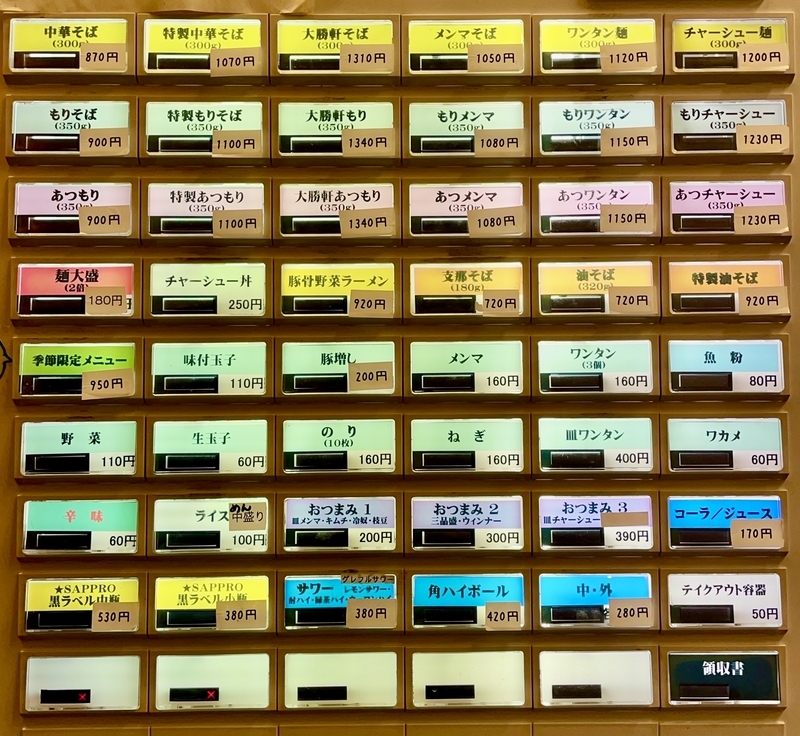 中華そば
(300g)
870円
特製中華そば
(300g)
1070円
大勝軒そば
(300g)
1310円
メンマそば
(300g)
1050円
ワンタン麺
(300g)
1120円
チャーシュー麺
(300g)
1200円
もりそば
(350g)
900円
特製もりそば
(350g)
1100円
大勝軒もり
(350g)
1340円
もりメンマ
(350g)
1080円
もりワンタン
(350g)
1150円
もりチャーシュー
(350g)
1230円
あつもり
(350g)
900円
特製あつもり
(350g)
1100円
大勝軒あつもり
(350g)
1340円
あつメンマ
(350g)
1080円
あつワンタン
(350g)
1150円
あつチャーシュー
(350g)
1230円
麺大盛
(2倍)
180円
チャーシュー丼
250円
豚骨野菜ラーメン
920円
支那そば
(180g)
720円
油そば
(320g)
720円
特製油そば
920円
季節限定メニュー
950円
味付玉子
110円
豚増し
200円
メンマ
160円
ワンタン
(3個)
160円
魚粉
80円
野菜
110円
生玉子
60円
のり
(10枚)
160円
ねぎ
160円
皿ワンタン
400円
ワカメ
60円
辛味
60円
ライス
めん
中盛り
100円
おつまみ1
皿メンマ・キムチ・冷奴・枝豆
200円
おつまみ2
三品盛・ウィンナー
300円
おつまみ3
皿チャーシュー
390円
コーラ/ジュース
170円
★SAPPRO
黒ラベル中瓶
530円
★SAPPRO
黒ラベル小瓶
380円
グレフルサワー
サワー レモンサワー・
380円
角ハイボール
420円
中・外
280円
テイクアウト容器
50円
領収書